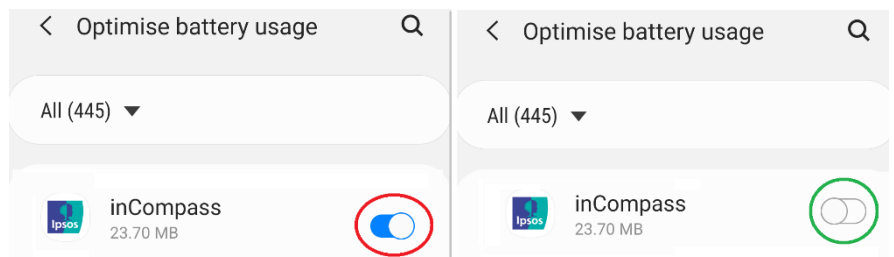 Optimise battery usage
All (445)
Ipsos
inCompass
23.70 MB
Optimise battery usage
All (445)
Ipsos
inCompass
23.70 MB